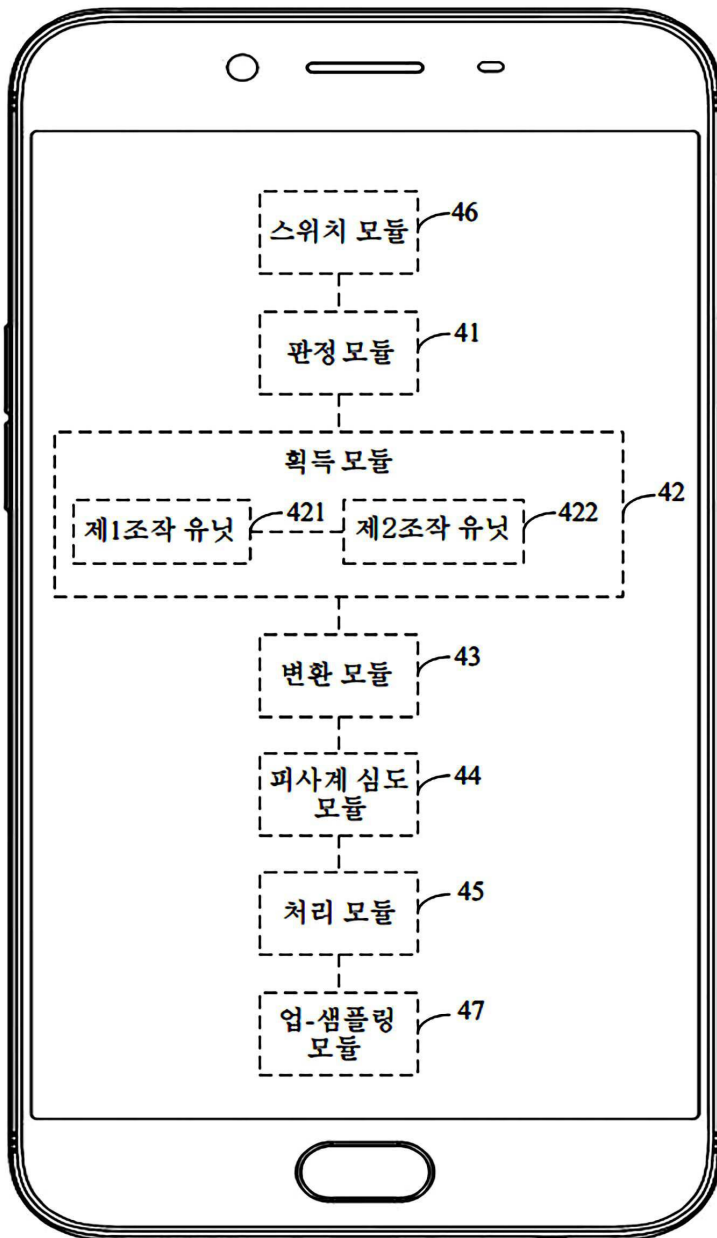 스위치 모듈
46
판정 모듈
41
획득 모듈
42
제1조작 유닛
421
제2조작 유닛
422
변환 모듈
43
피사계 심도
모듈
44
처리 모듈
45
업-샘플링
모듈
47